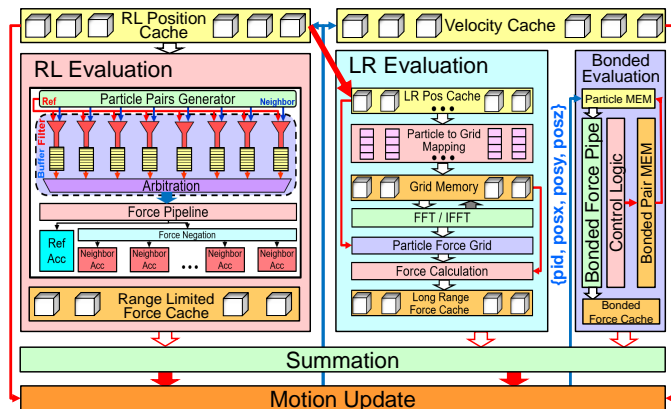 RL Position
Cache
Velocity Cache
RL Evaluation
Ref
Particle Pairs Generator
Neighbor
Filter
Buffer
Arbitration
Force Pipeline
Force Negation
Ref
Acc
Neighbor
Acc
Neighbor
Acc
...
Neighbor
Acc
Neighbor
Acc
Range Limited
Force Cache
LR Evaluation
LR Pos Cache
...
Particle to Grid
Mapping
...
Grid Memory
FFT / IFFT
Particle Force Grid
Force Calculation
Long Range
Force Cache
{pid, posx, posy, posz}
Bonded
Evaluation
Particle MEM
Bonded Force Pipe
Control Logic
Bonded Pair MEM
Bonded
Force Cache
Summation
Motion Update